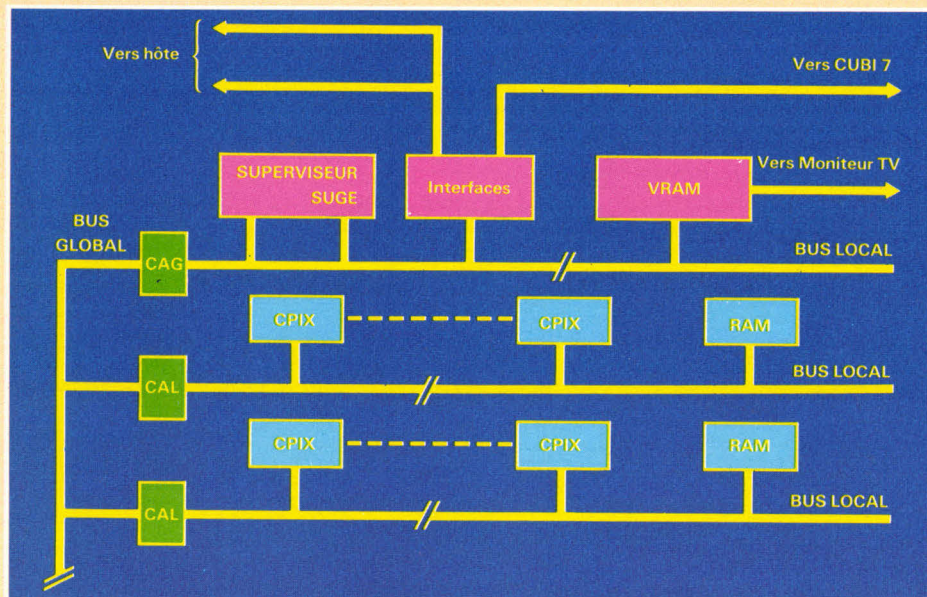 Vers hôte
Vers CUBI 7
Vers Moniteur TV
SUPERVISEUR
SUGE
Interfaces
VRAM
BUS
GLOBAL
CAG
BUS LOCAL
CPIX
CPIX
RAM
CAL
BUS LOCAL
CPIX
CPIX
RAM
CAL
BUS LOCAL